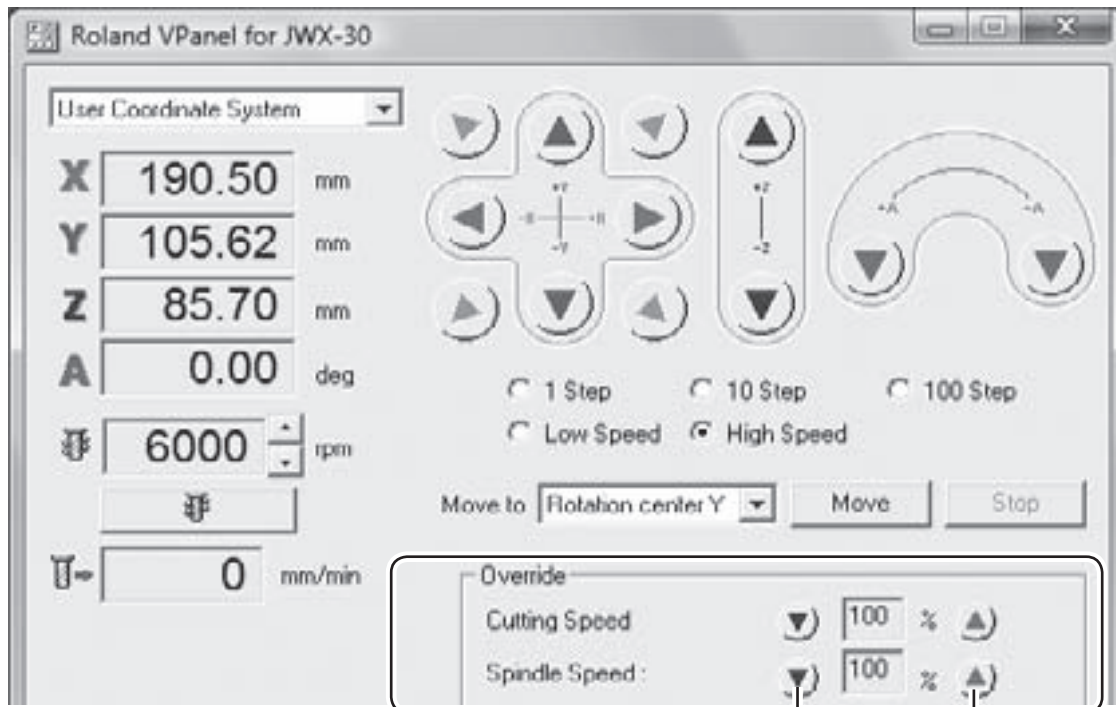 Roland VPanel for JWX-30
User Coordinate System
X 190.50 mm
Y 105.62 mm
Z 85.70 mm
A 0.00 deg
6000 rpm
0 mm/min
+Y
-X +X
-Y
+Z
-Z
+A -A
1 Step 10 Step 100 Step
Low Speed High Speed
Move to Rotation center Y Move Stop
Override
Cutting Speed 100 %
Spindle Speed : 100 %